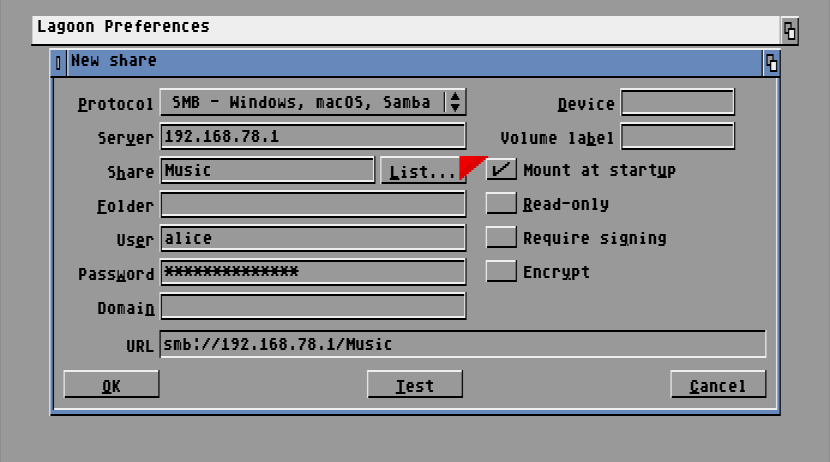 Lagoon Preferences
New share
Protocol SMB - Windows, macOS, Samba Device
Server 192.168.78.1 Volume label
Share Music List... Mount at startup
Folder Read-only
User alice Require signing
Password ************** Encrypt
Domain
URL smb://192.168.78.1/Music
OK Test Cancel